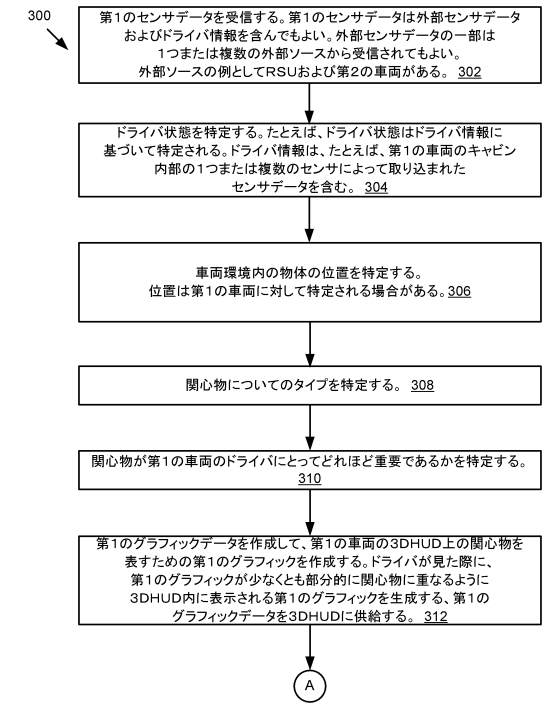 300
第1のセンサデータを受信する。第1のセンサデータは外部センサデータ
およびドライバ情報を含んでもよい。外部センサデータの一部は
1つまたは複数の外部ソースから受信されてもよい。
外部ソースの例としてRSUおよび第2の車両がある。 302
ドライバ状態を特定する。たとえば、ドライバ状態はドライバ情報に
基づいて特定される。ドライバ情報は、たとえば、第1の車両のキャビン
内部の1つまたは複数のセンサによって取り込まれた
センサデータを含む。 304
車両環境内の物体の位置を特定する。
位置は第1の車両に対して特定される場合がある。306
関心物についてのタイプを特定する。 308
関心物が第1の車両のドライバにとってどれほど重要であるかを特定する。
310
第1のグラフィックデータを作成して、第1の車両の3DHUD上の関心物を
表すための第1のグラフィックを作成する。ドライバが見た際に、
第1のグラフィックが少なくとも部分的に関心物に重なるように
3DHUD内に表示される第1のグラフィックを生成する、第1の
グラフィックデータを3DHUDに供給する。 312
A